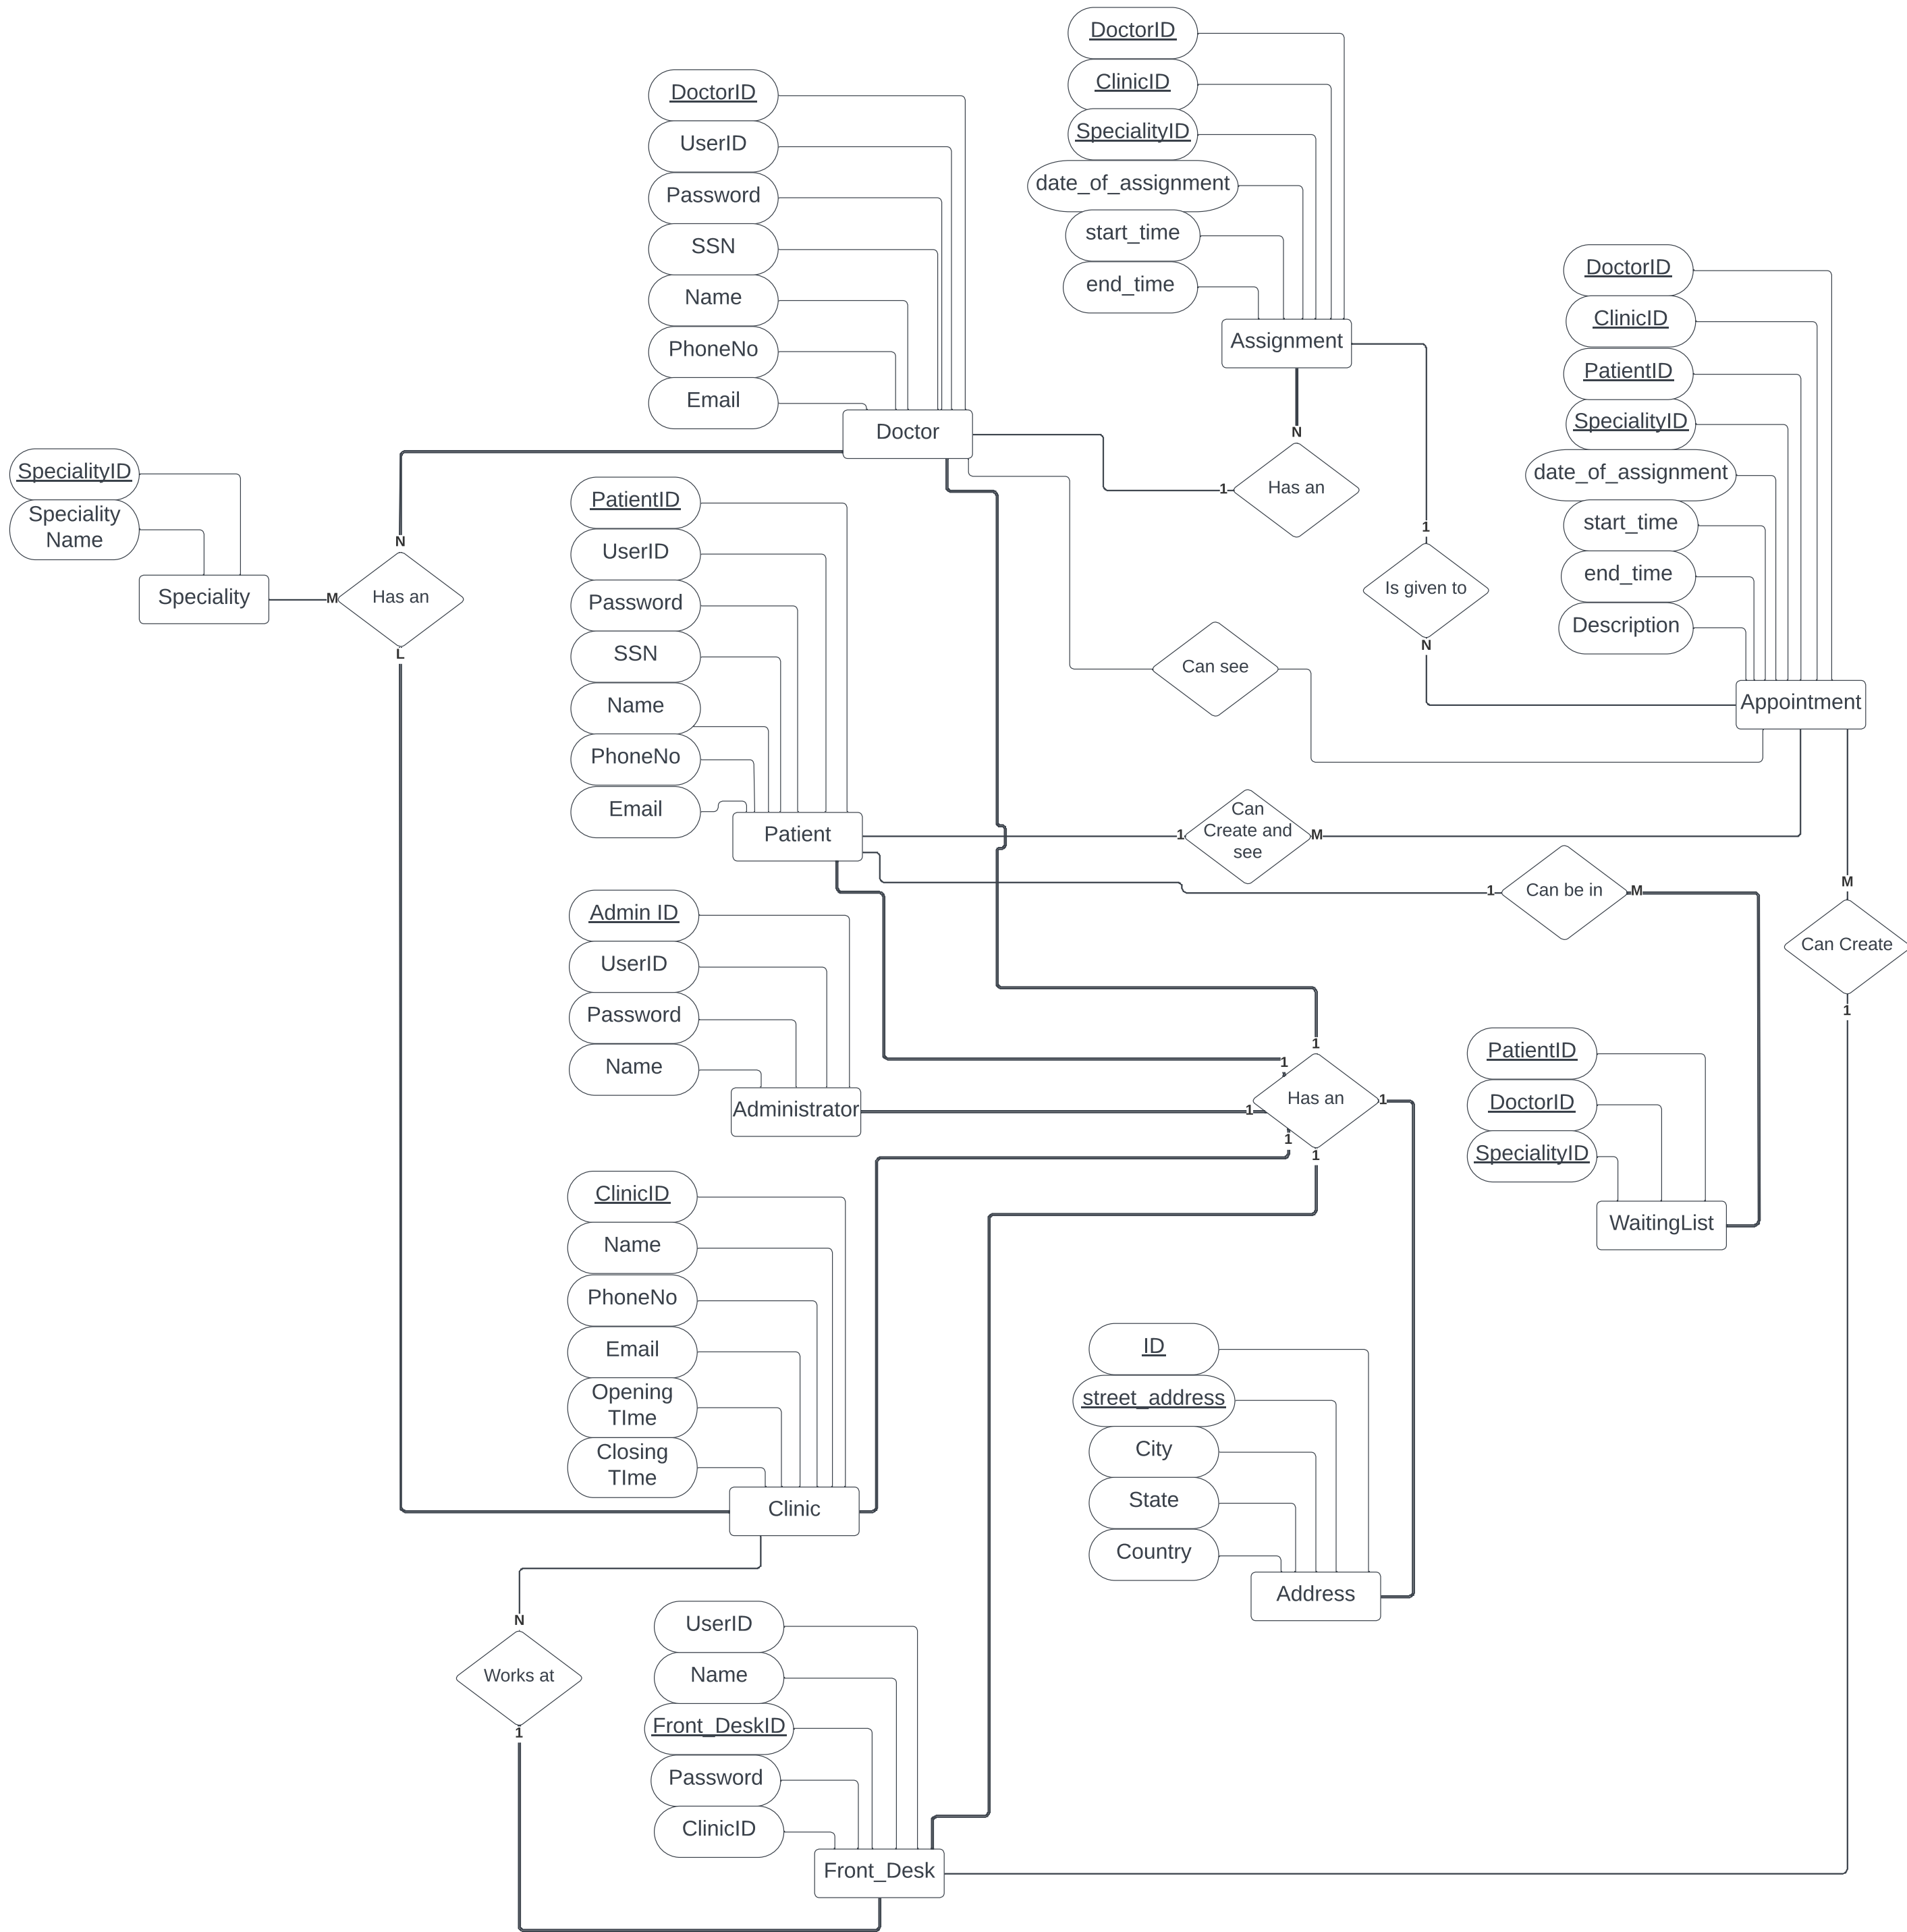 DoctorID
ClinicID
SpecialityID
date_of_assignment
start_time
end_time
Assignment
DoctorID
UserID
Password
SSN
Name
PhoneNo
Email
Doctor
DoctorID
ClinicID
PatientID
SpecialityID
date_of_assignment
start_time
end_time
Description
Appointment
N
1
Has an
1
Is given to
N
SpecialityID
Speciality
Name
Speciality
N
M
Has an
L
PatientID
UserID
Password
SSN
Name
PhoneNo
Email
Patient
Can see
1
Can
Create and
see
M
1
Can be in
M
M
Can Create
1
Admin ID
UserID
Password
Name
Administrator
1
1
1
Has an
1
1
1
PatientID
DoctorID
SpecialityID
WaitingList
ClinicID
Name
PhoneNo
Email
Opening
TIme
Closing
TIme
Clinic
ID
street_address
City
State
Country
Address
N
Works at
1
UserID
Name
Front_DeskID
Password
ClinicID
Front_Desk